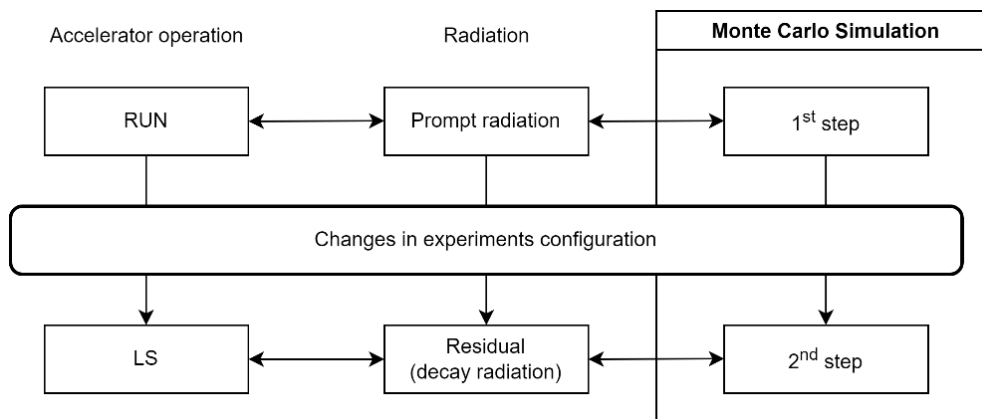 Accelerator operation
Radiation
Monte Carlo Simulation
RUN
Prompt radiation
1st step
Changes in experiments configuration
LS
Residual
(decay radiation)
2nd step